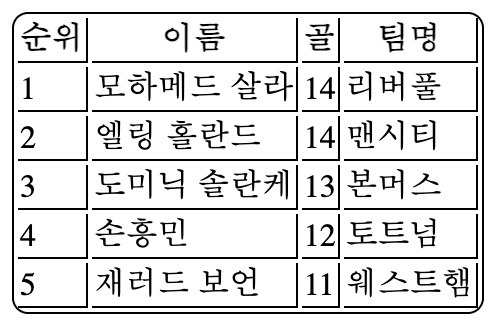 순위 이름 골 팀명
1 모하메드 살라 14 리버풀
2 엘링 홀란드 14 맨시티
3 도미닉 솔란케 13 본머스
4 손흥민 12 토트넘
5 재러드 보언 11 웨스트햄